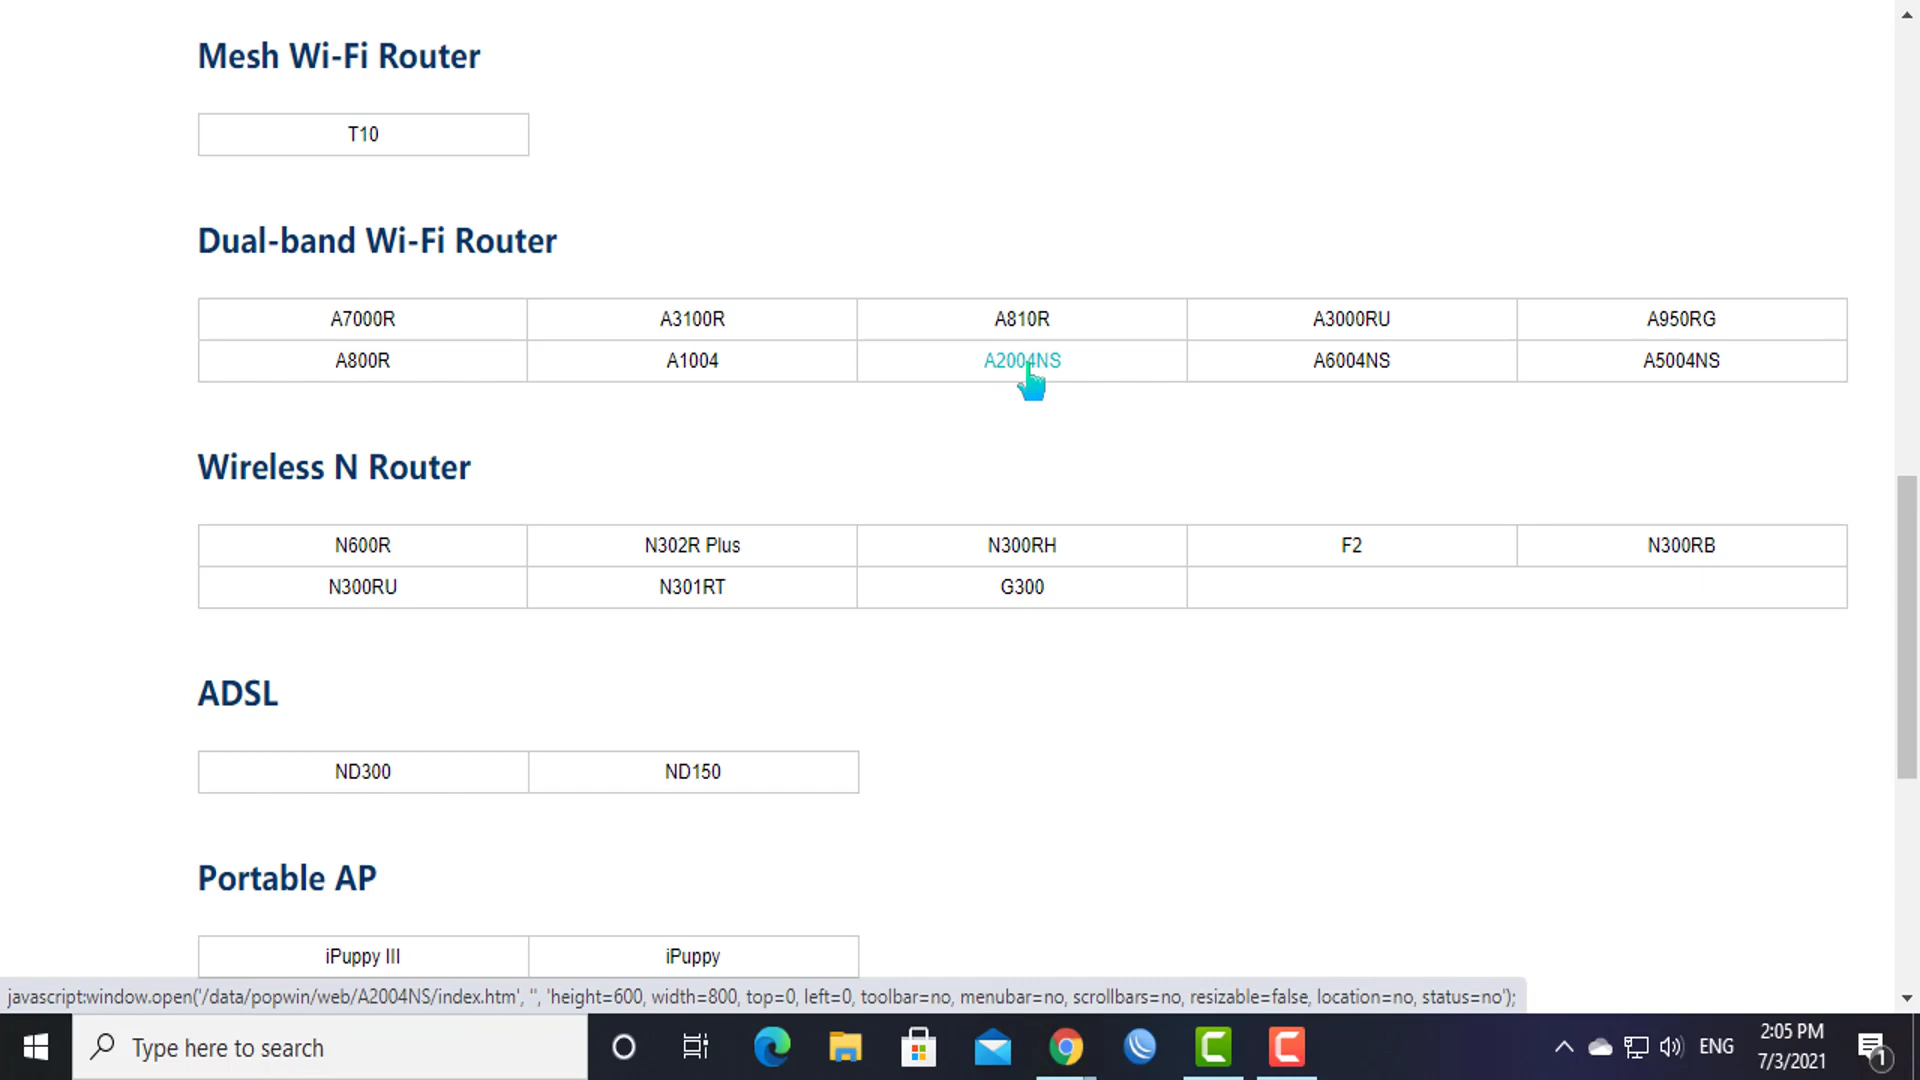 Mesh Wi-Fi Router
T10
Dual-band Wi-Fi Router
A7000R A3100R A810R A3000RU A950RG
A800R A1004 A2004NS A6004NS A5004NS
Wireless N Router
N600R N302R Plus N300RH F2 N300RB
N300RU N301RT G300
ADSL
ND300 ND150
Portable AP
iPuppy III iPuppy
javascript:window.open('/data/popwin/web/A2004NS/index.htm', '', 'height=600, width=800, top=0, left=0, toolbar=no, menubar=no, scrollbars=no, resizable=false, location=no, status=no');
Type here to search
ENG
2:05 PM
7/3/2021
1